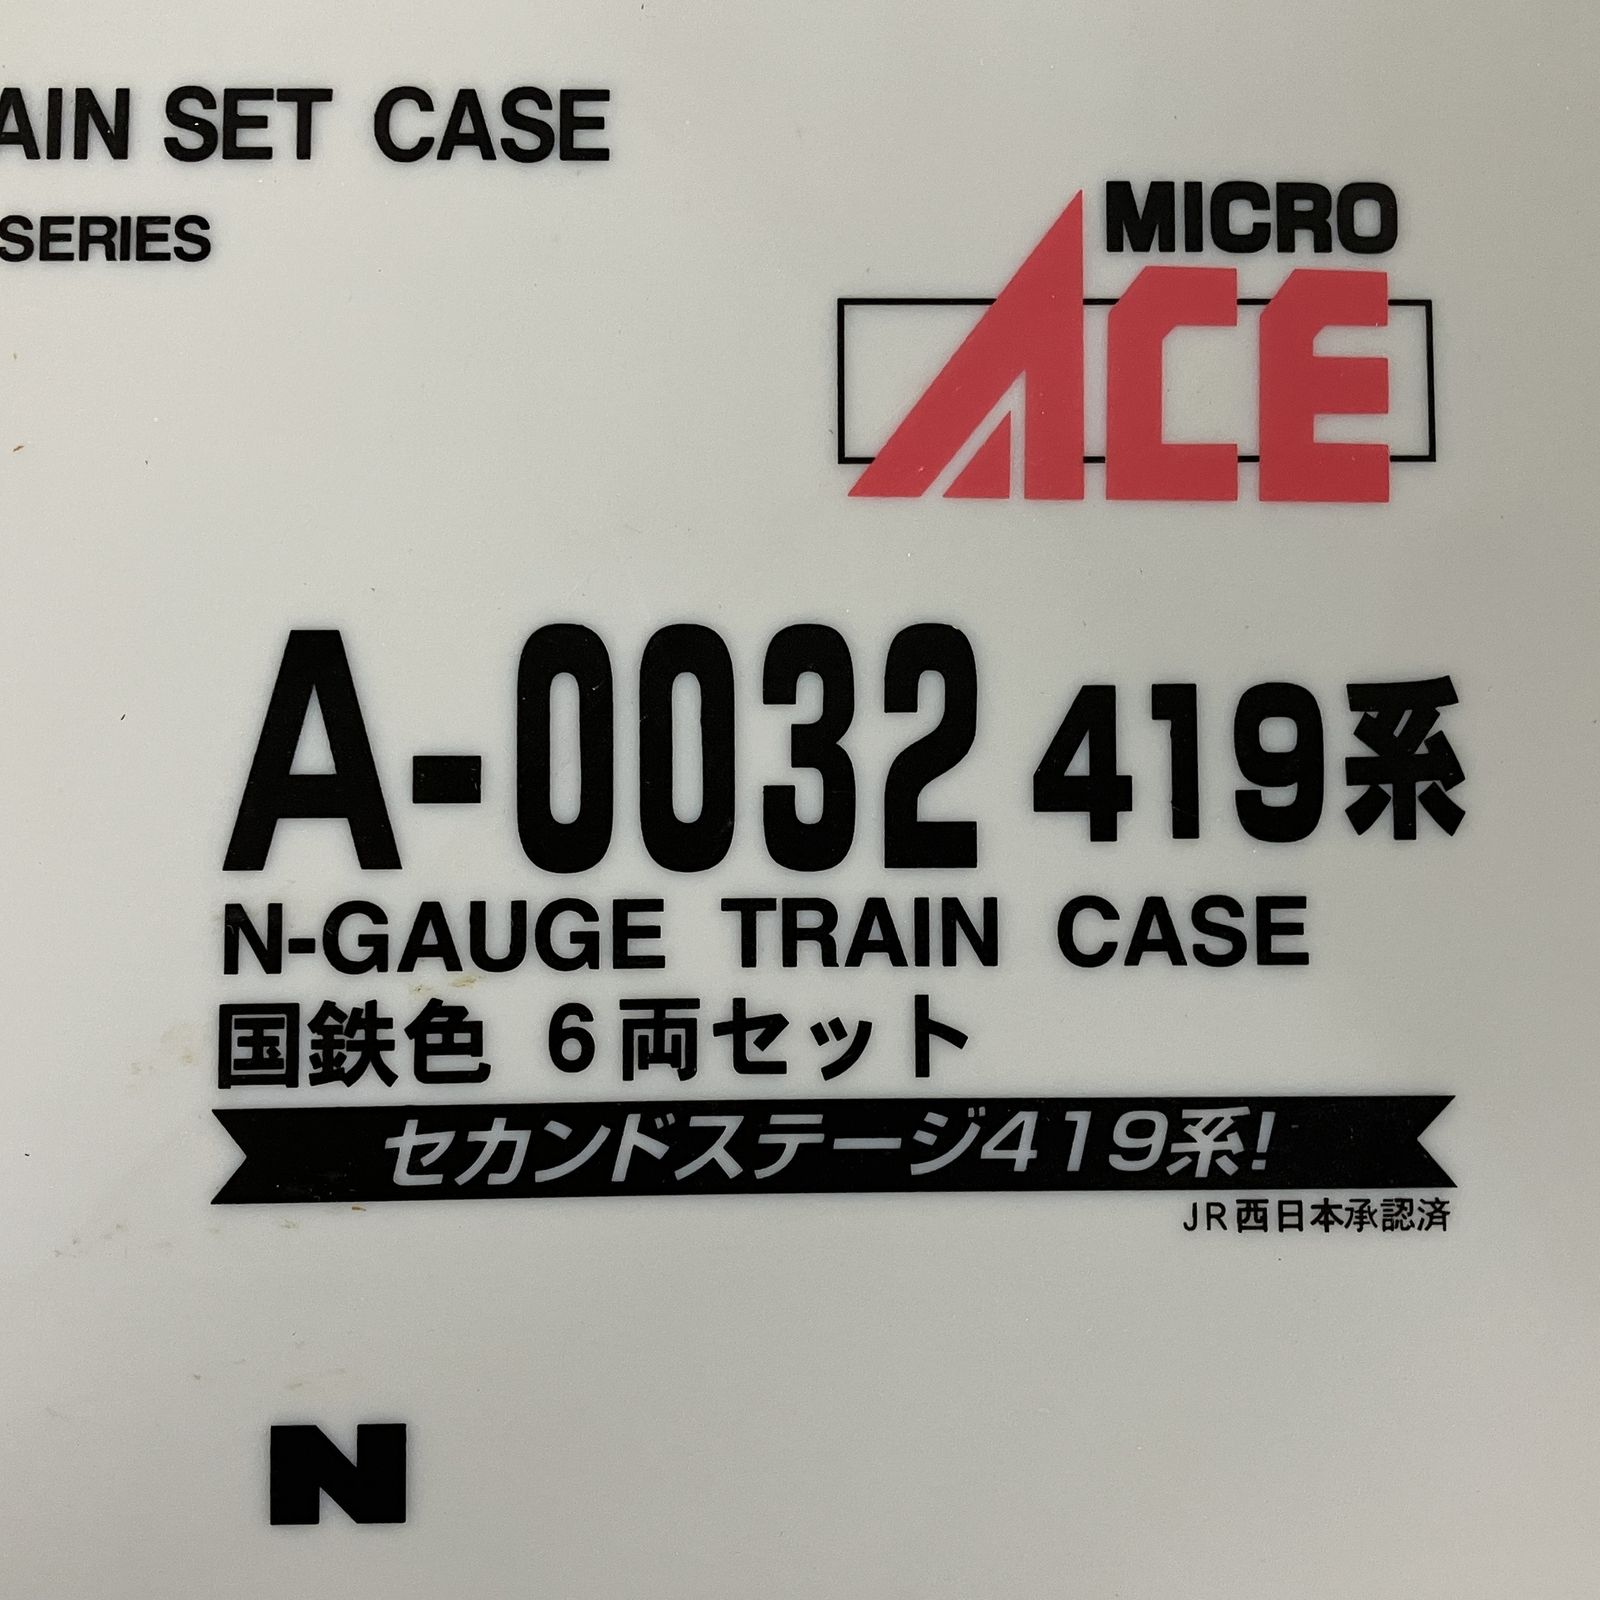 AIN SET CASE
SERIES
MICRO
ACE
A-0032 419系
N-GAUGE TRAIN CASE
国鉄色 6両セット
セカンドステージ419系!
JR西日本承認済
N